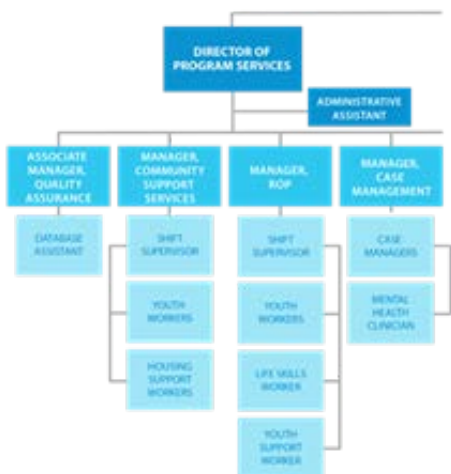 DIRECTOR OF
PROGRAM SERVICES
ADMINISTRATIVE
ASSISTANT
ASSOCIATE
MANAGER,
QUALITY
ASSURANCE
MANAGER,
COMMUNITY
SUPPORT
SERVICES
MANAGER,
ROP
MANAGER,
CASE
MANAGEMENT
DATABASE
ASSISTANT
SHIFT
SUPERVISOR
SHIFT
SUPERVISOR
CASE
MANAGERS
YOUTH
WORKERS
YOUTH
WORKERS
MENTAL
HEALTH
CLINICIAN
HOUSING
SUPPORT
WORKERS
LIFE SKILLS
WORKER
YOUTH
SUPPORT
WORKER